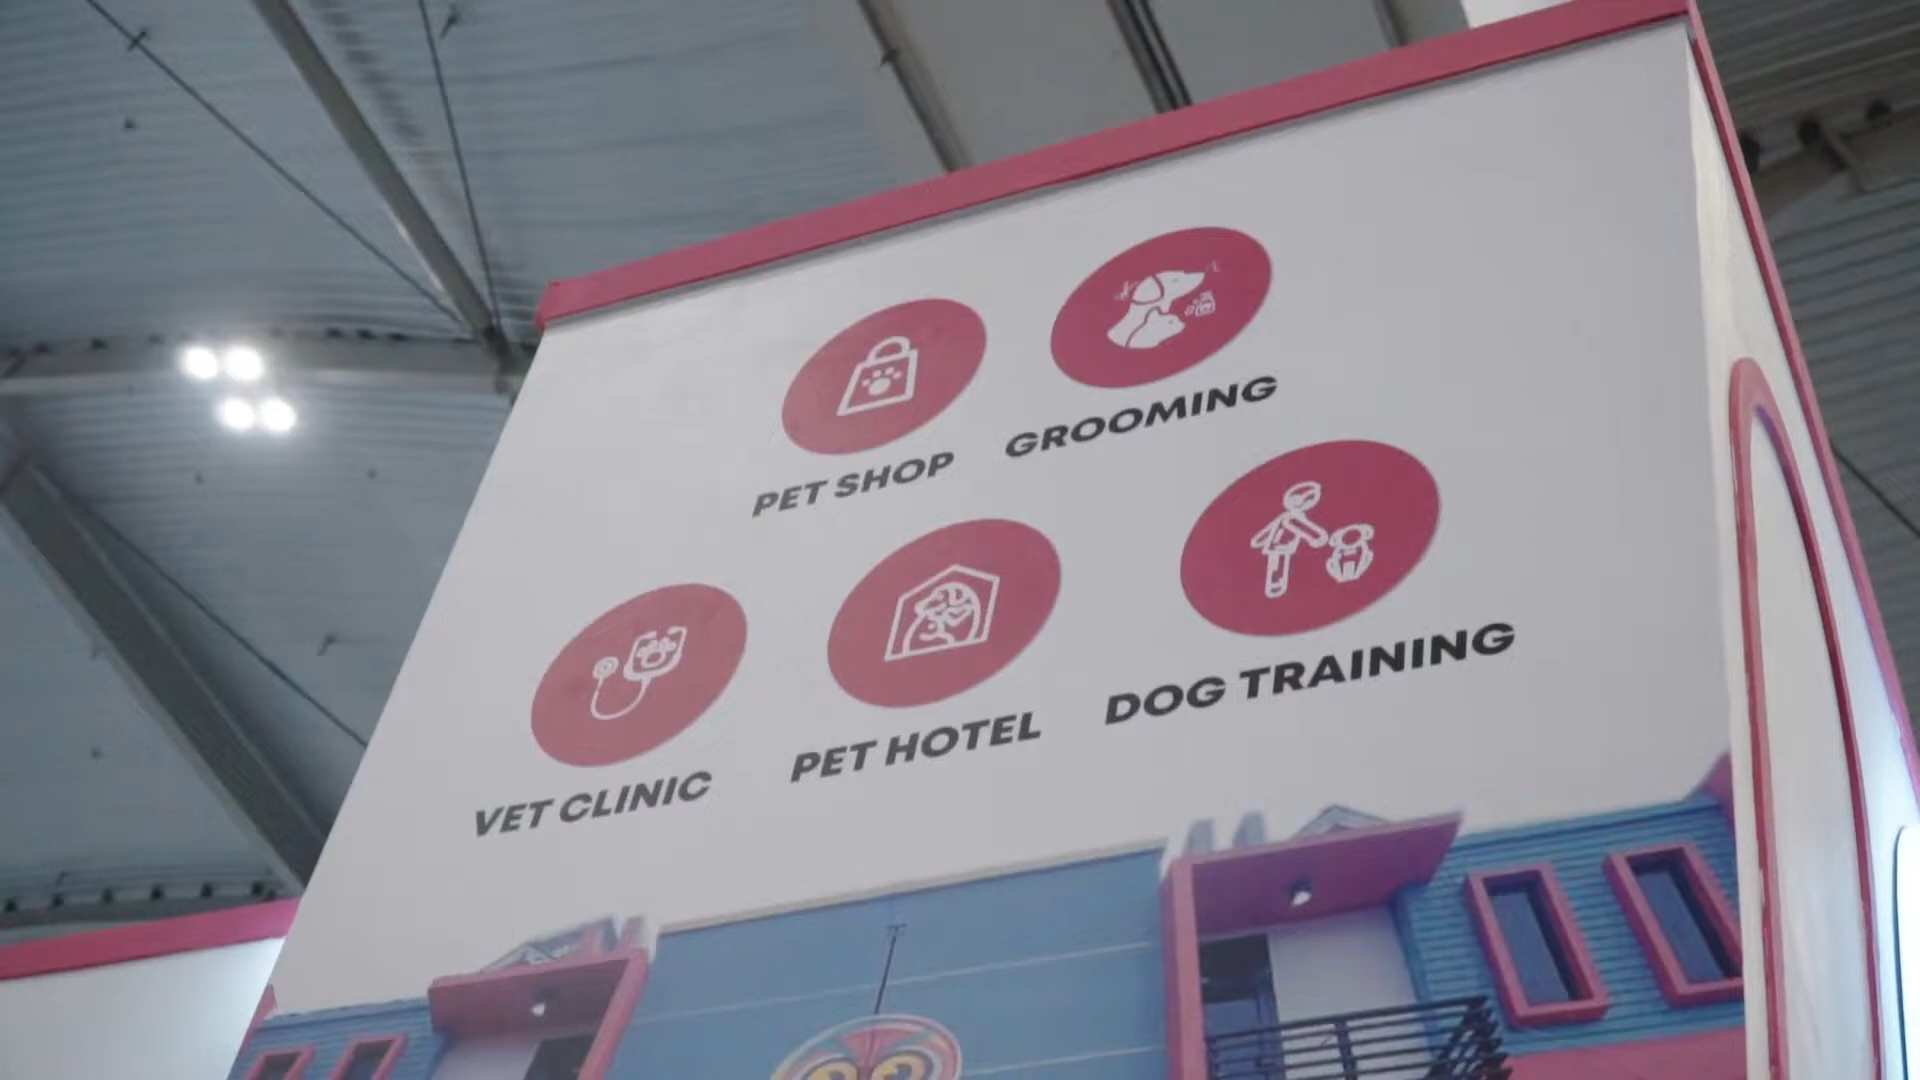 PET SHOP
GROOMING
VET CLINIC
PET HOTEL
DOG TRAINING